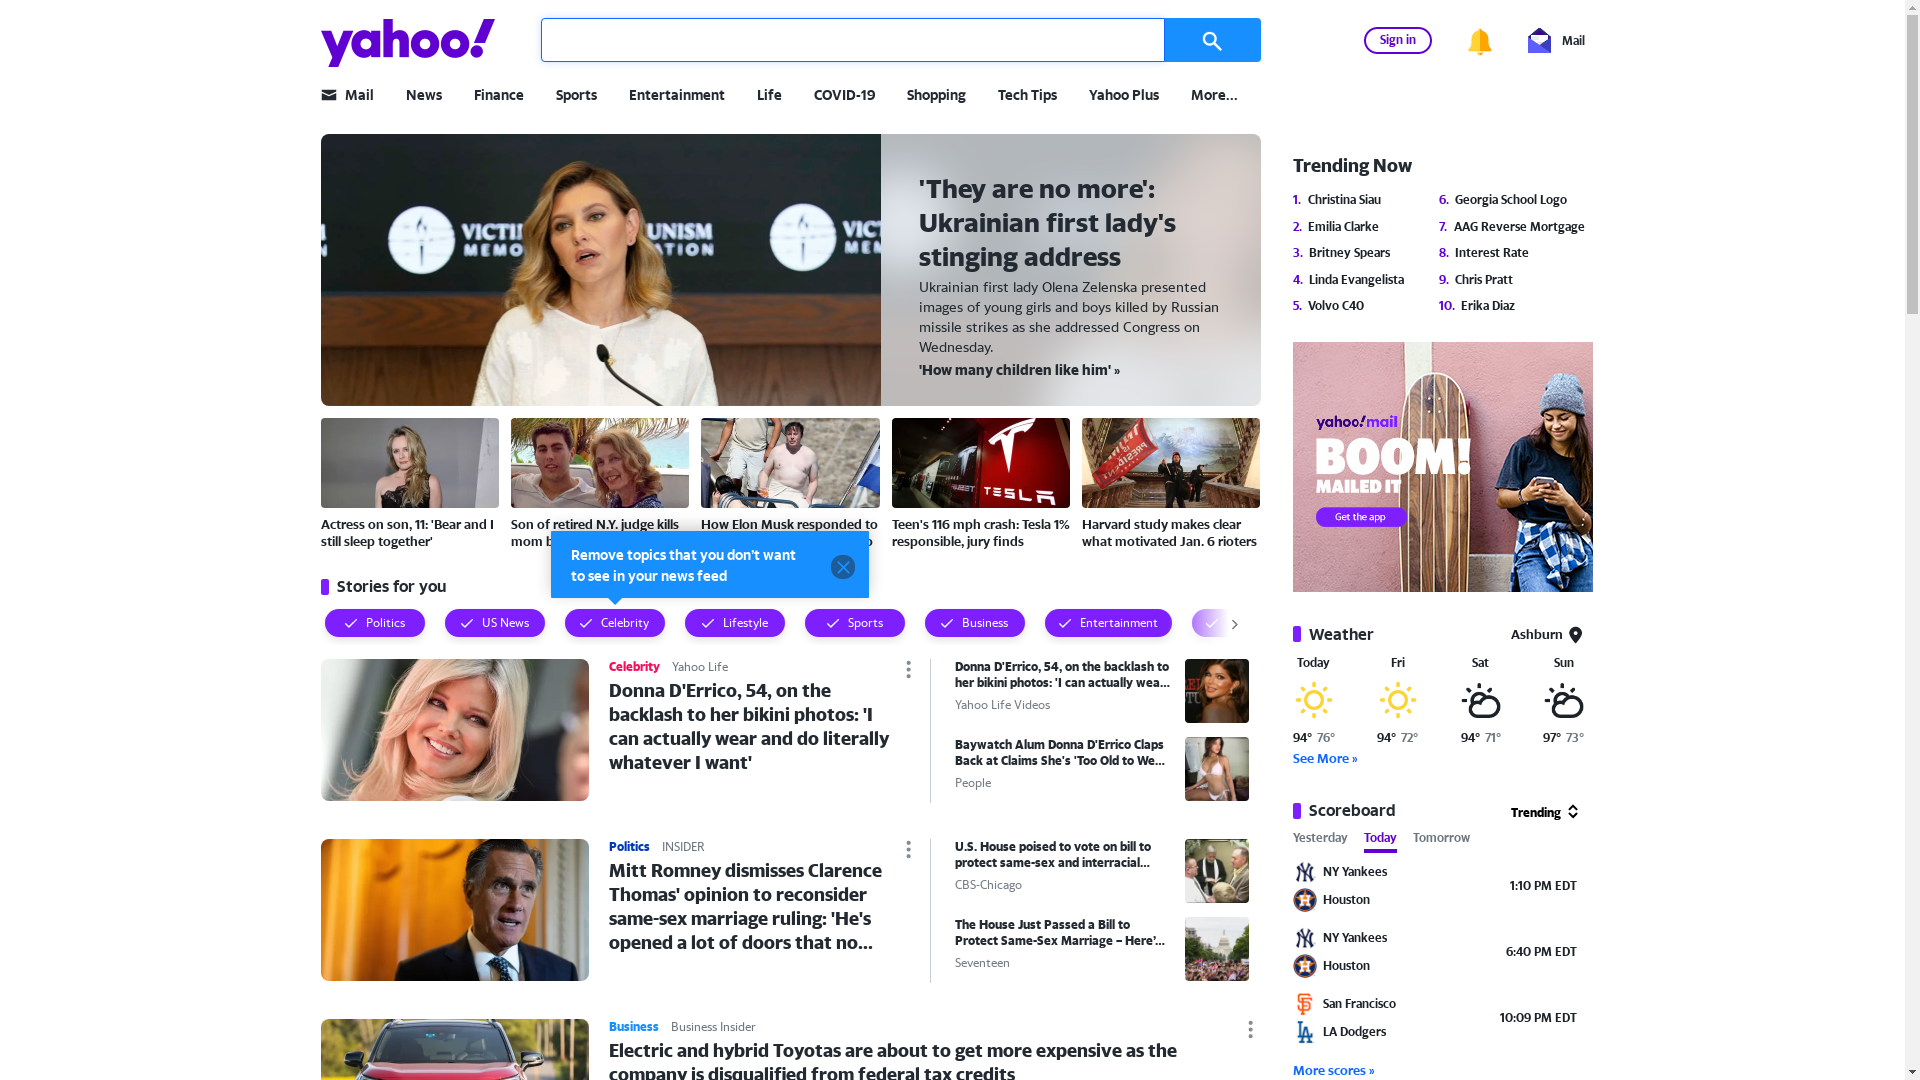 yahoo!
Sign in
Mail
Mail
News
Finance
Sports
Entertainment
Life
COVID-19
Shopping
Tech Tips
Yahoo Plus
More...
'They are no more':
Ukrainian first lady's
stinging address
Ukrainian first lady Olena Zelenska presented
images of young girls and boys killed by Russian
missile strikes as she addressed Congress on
Wednesday.
'How many children like him' »
Actress on son, 11: 'Bear and I
still sleep together'
Son of retired N.Y. judge kills
mom
How Elon Musk responded to
Teen's 116 mph crash: Tesla 1%
responsible, jury finds
TESLA
Harvard study makes clear
what motivated Jan. 6 rioters
Remove topics that you don't want
to see in your news feed
Stories for you
Politics
US News
Celebrity
Lifestyle
Sports
Business
Entertainment
Celebrity Yahoo Life
Donna D'Errico, 54, on the
backlash to her bikini photos: 'I
can actually wear and do literally
whatever I want'
Donna D'Errico, 54, on the backlash to
her bikini photos: 'I can actually wea...
Yahoo Life Videos
Baywatch Alum Donna D'Errico Claps
Back at Claims She's 'Too Old to We...
People
Politics INSIDER
Mitt Romney dismisses Clarence
Thomas' opinion to reconsider
same-sex marriage ruling: 'He's
opened a lot of doors that no...
U.S. House poised to vote on bill to
protect same-sex and interracial...
CBS-Chicago
The House Just Passed a Bill to
Protect Same-Sex Marriage – Here'...
Seventeen
Business Business Insider
Electric and hybrid Toyotas are about to get more expensive as the
company is disqualified from federal tax credits
Trending Now
1. Christina Siau
2. Emilia Clarke
3. Britney Spears
4. Linda Evangelista
5. Volvo C40
6. Georgia School Logo
7. AAG Reverse Mortgage
8. Interest Rate
9. Chris Pratt
10. Erika Diaz
yahoo!mail
BOOM!
MAILED IT
Get the app
Weather
Ashburn
Today Fri Sat Sun
94° 76° 94° 72° 94° 71° 97° 73°
See More »
Scoreboard
Trending
Yesterday Today Tomorrow
NY Yankees
Houston
1:10 PM EDT
NY Yankees
Houston
6:40 PM EDT
San Francisco
LA Dodgers
10:09 PM EDT
More scores »